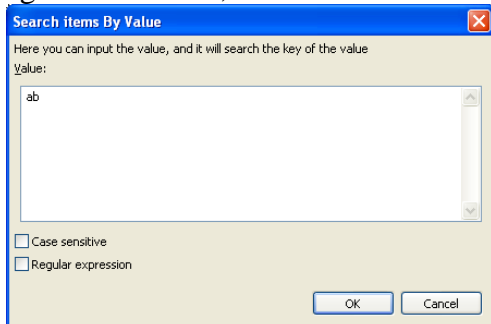 Search items By Value
Here you can input the value, and it will search the key of the value
Value:
ab
Case sensitive
Regular expression
OK Cancel